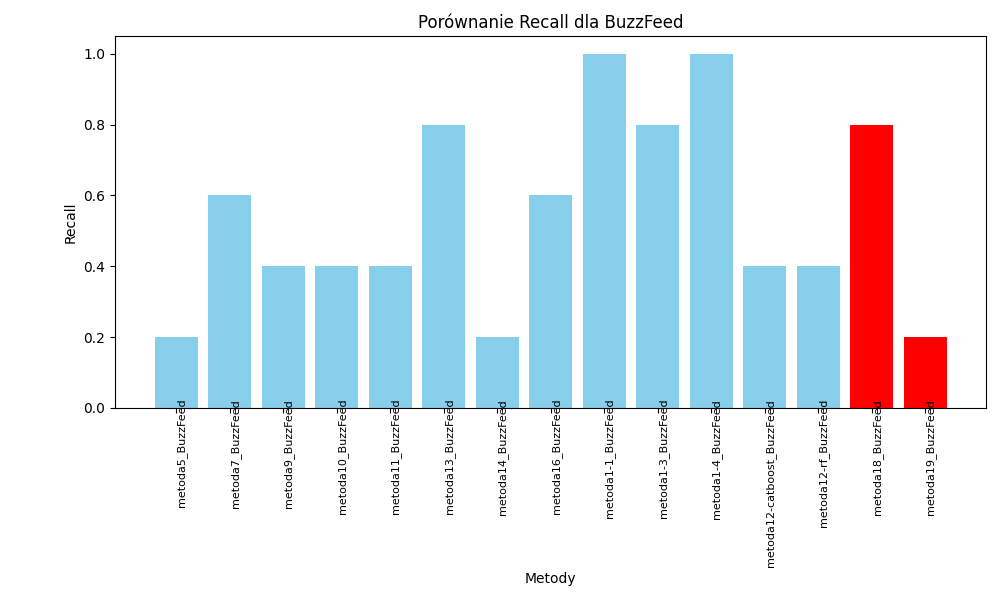 Porównanie Recall dla BuzzFeed
Recall
1.0
0.8
0.6
0.4
0.2
0.0
metoda5_BuzzFeed
metoda7_BuzzFeed
metoda9_BuzzFeed
metoda10_BuzzFeed
metoda11_BuzzFeed
metoda13_BuzzFeed
metoda14_BuzzFeed
metoda16_BuzzFeed
metoda1-1_BuzzFeed
metoda1-3_BuzzFeed
metoda1-4_BuzzFeed
metoda12-catboost_BuzzFeed
metoda12-rf_BuzzFeed
metoda18_BuzzFeed
metoda19_BuzzFeed
Metody